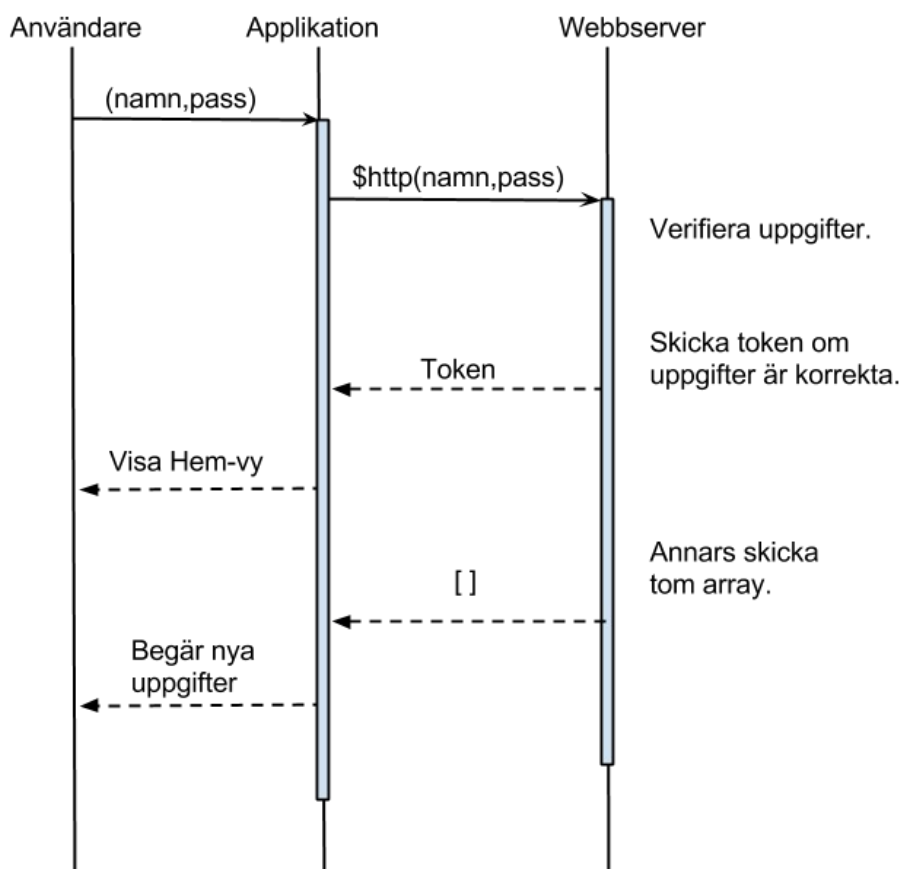 Användare
Applikation
Webbserver
(namn,pass)
$http(namn,pass)
Verifiera uppgifter.
Skicka token om
uppgifter är korrekta.
Token
Visa Hem-vy
Annars skicka
tom array.
[ ]
Begär nya
uppgifter